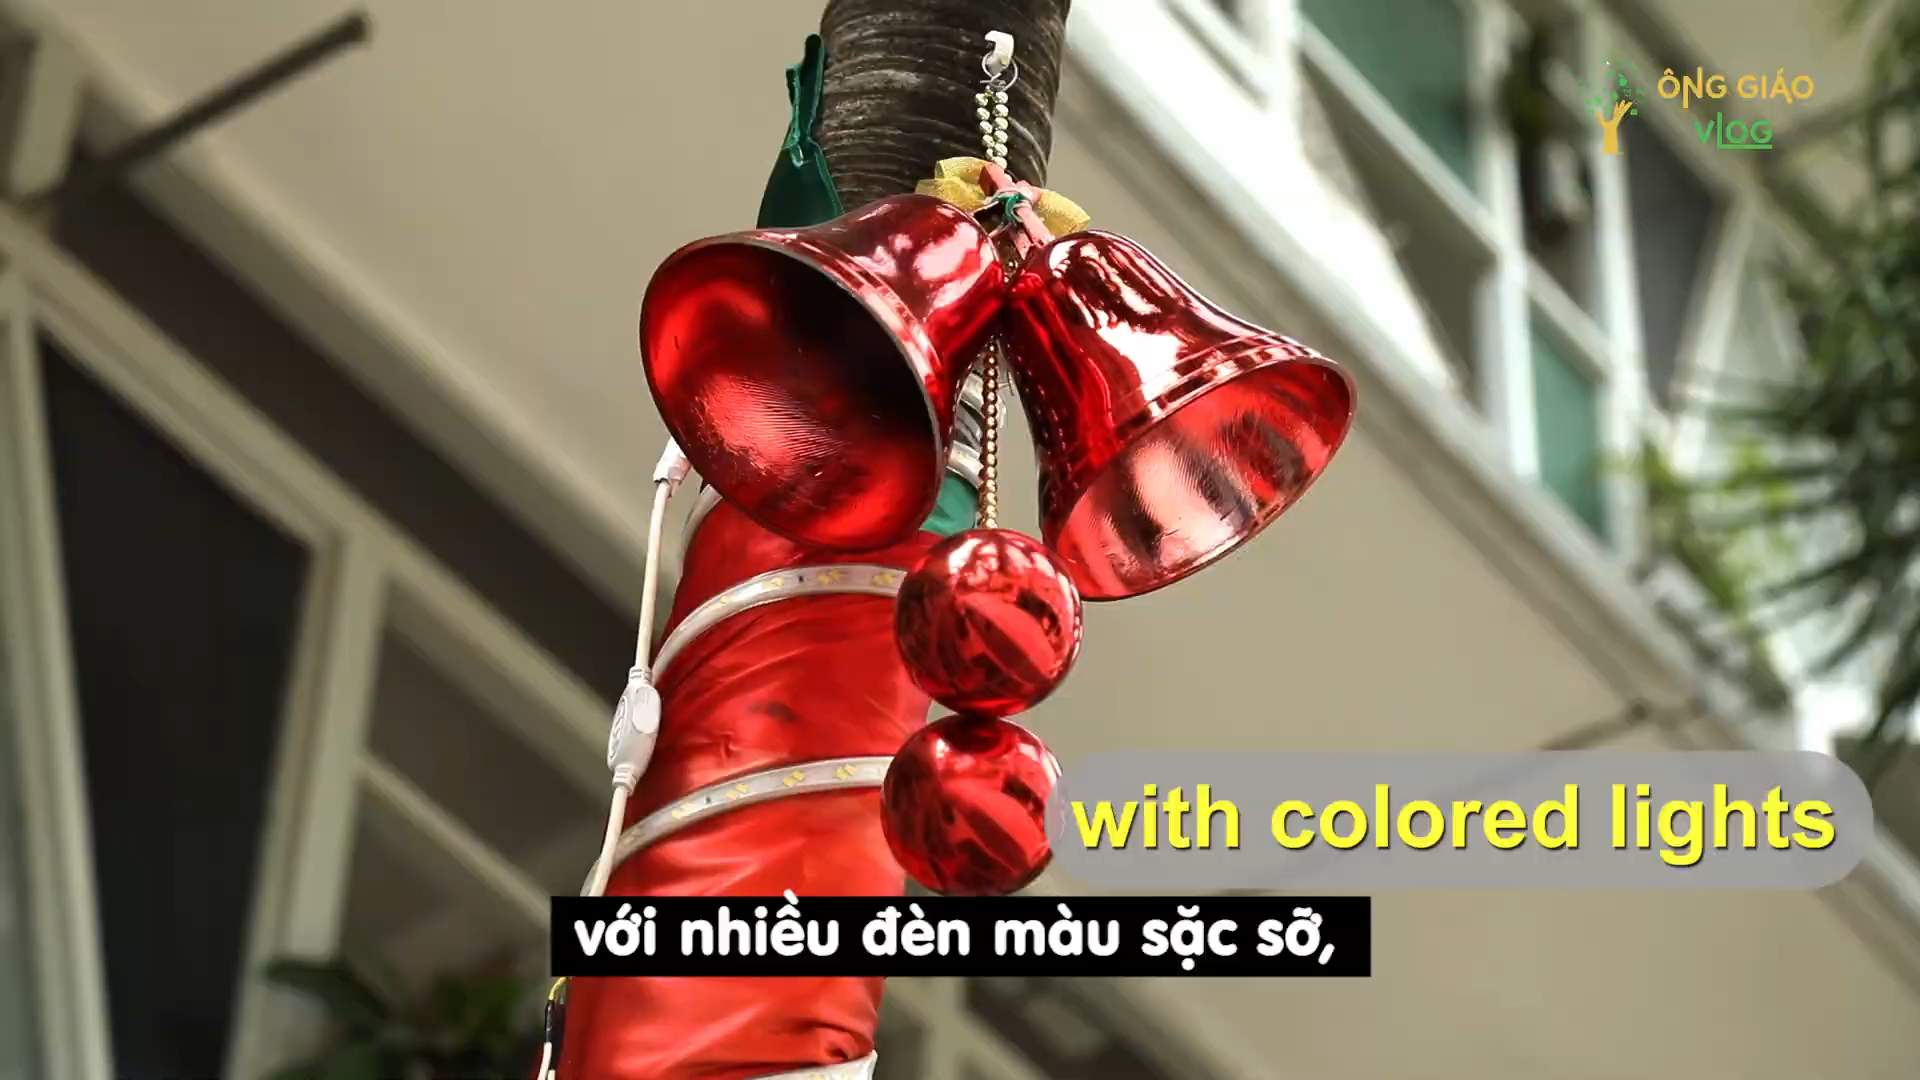 ÔNG GIÁO
VLOG
with colored lights
với nhiều đèn màu sặc sỡ,